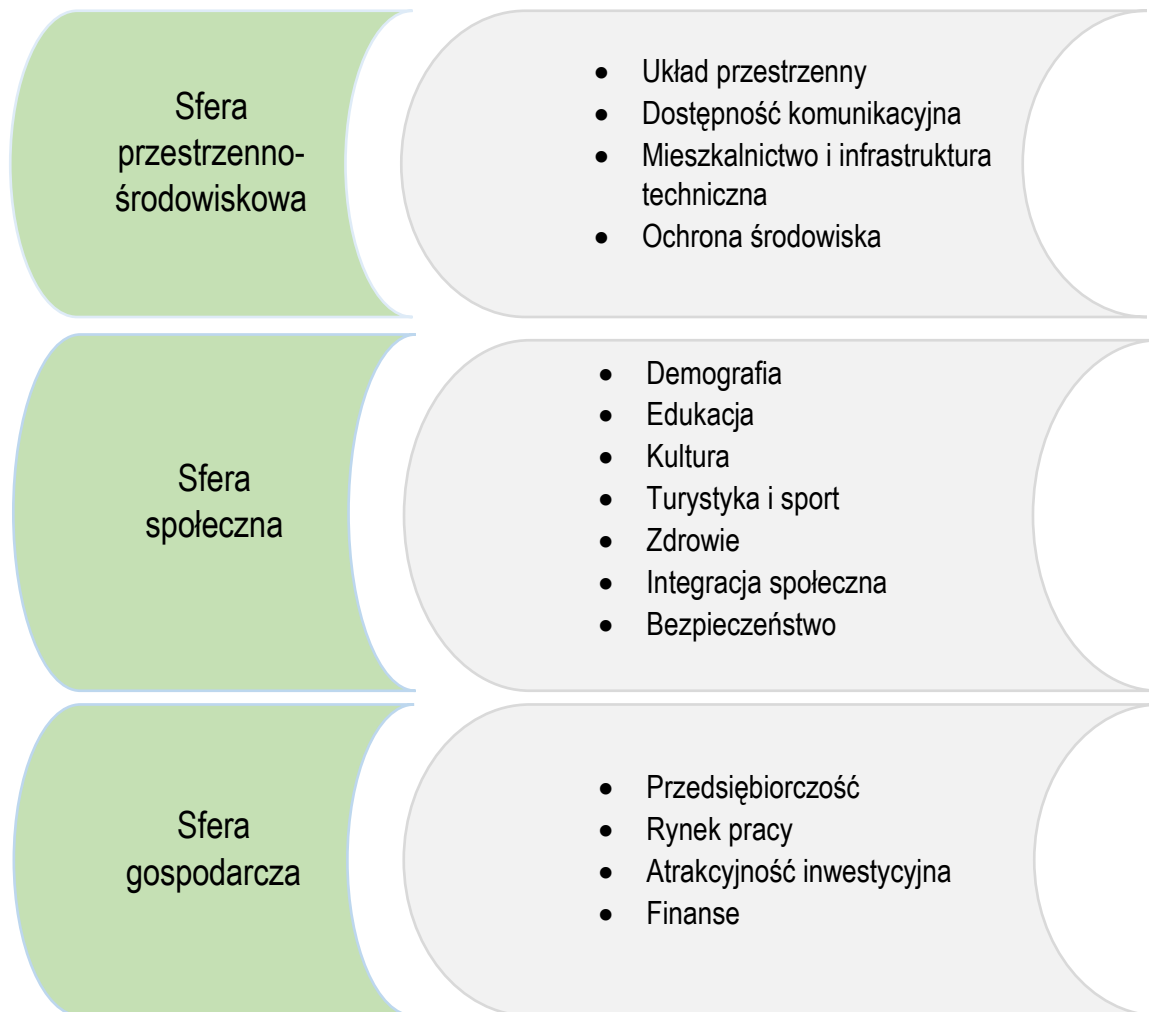 Sfera
przestrzenno-
środowiskowa
• Układ przestrzenny
• Dostępność komunikacyjna
• Mieszkalnictwo i infrastruktura
techniczna
• Ochrona środowiska
Sfera
społeczna
• Demografia
• Edukacja
• Kultura
• Turystyka i sport
• Zdrowie
• Integracja społeczna
• Bezpieczeństwo
Sfera
gospodarcza
• Przedsiębiorczość
• Rynek pracy
• Atrakcyjność inwestycyjna
• Finanse